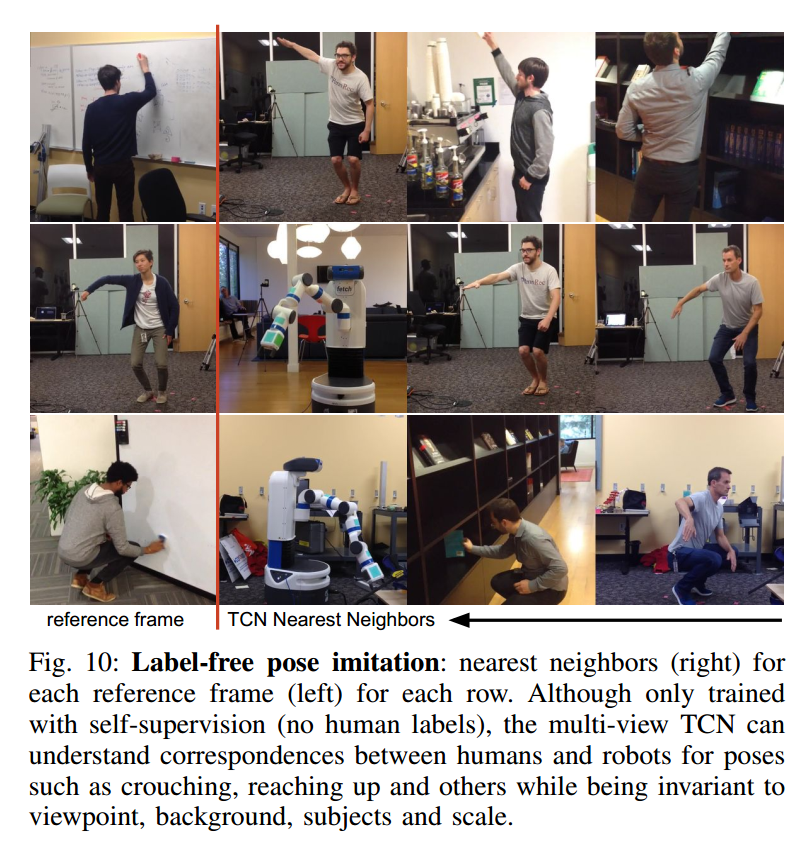 fetch
reference frame
TCN Nearest Neighbors
Fig. 10: Label-free pose imitation: nearest neighbors (right) for
each reference frame (left) for each row. Although only trained
with self-supervision (no human labels), the multi-view TCN can
understand correspondences between humans and robots for poses
such as crouching, reaching up and others while being invariant to
viewpoint, background, subjects and scale.